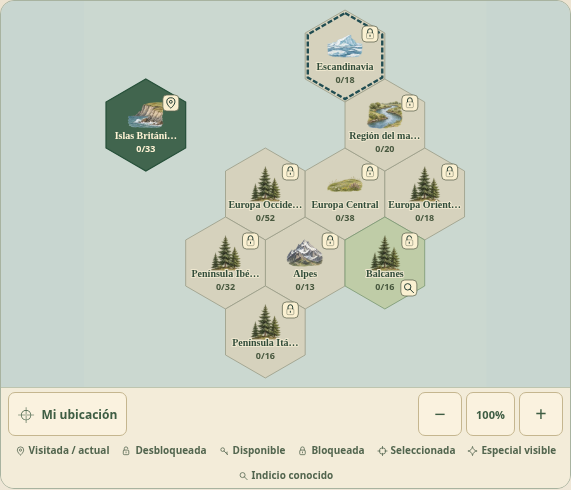 Escandinavia
0/18
Islas Británi...
0/33
Región del ma...
0/20
Europa Occide...
0/52
Europa Central
0/38
Europa Orient...
0/18
Península Ibé...
0/32
Alpes
0/13
Balcanes
0/16
Península Itá...
0/16
Mi ubicación
− 100% +
Visitada / actual Desbloqueada Disponible Bloqueada Seleccionada Especial visible
Indicio conocido